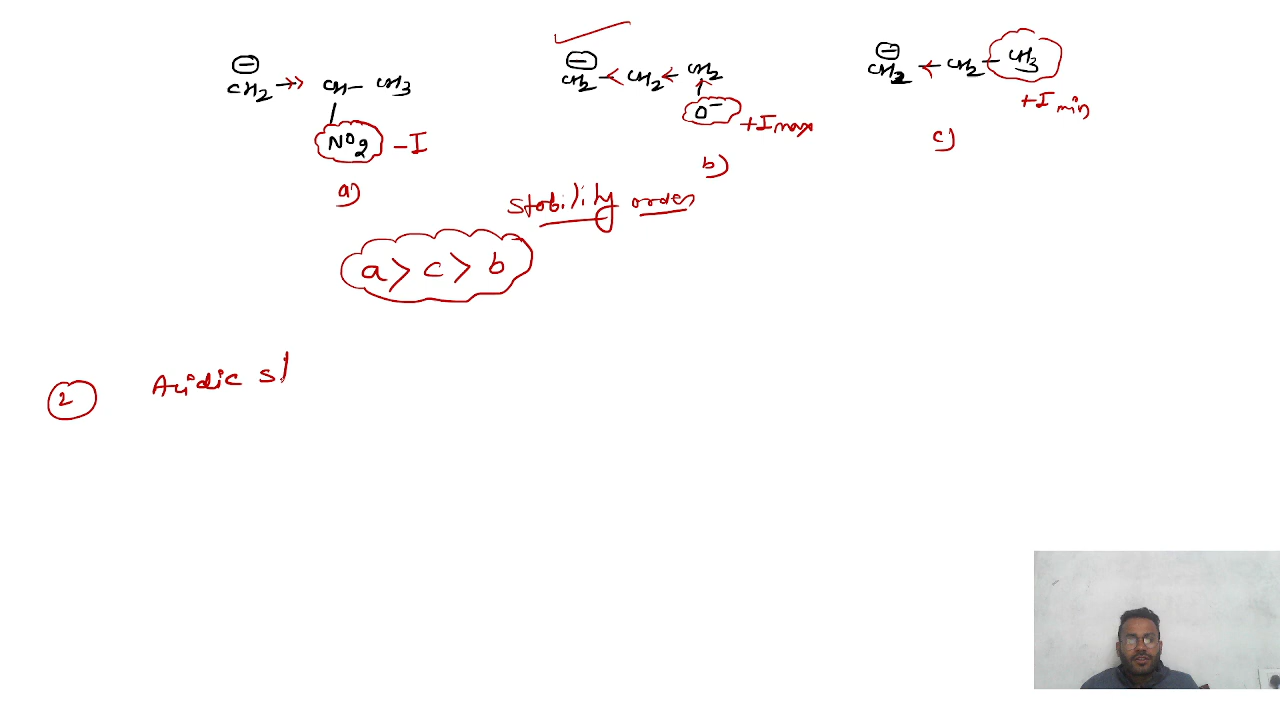 ⊖CH2 →» CH – CH3
NO2 –I
a)
⊖CH2 ← CH2 ← CH2
O⁻ +I max
b)
⊖CH2 ← CH2 – CH3
+I min
c)
Stability order
a > c > b
2 Acidic st